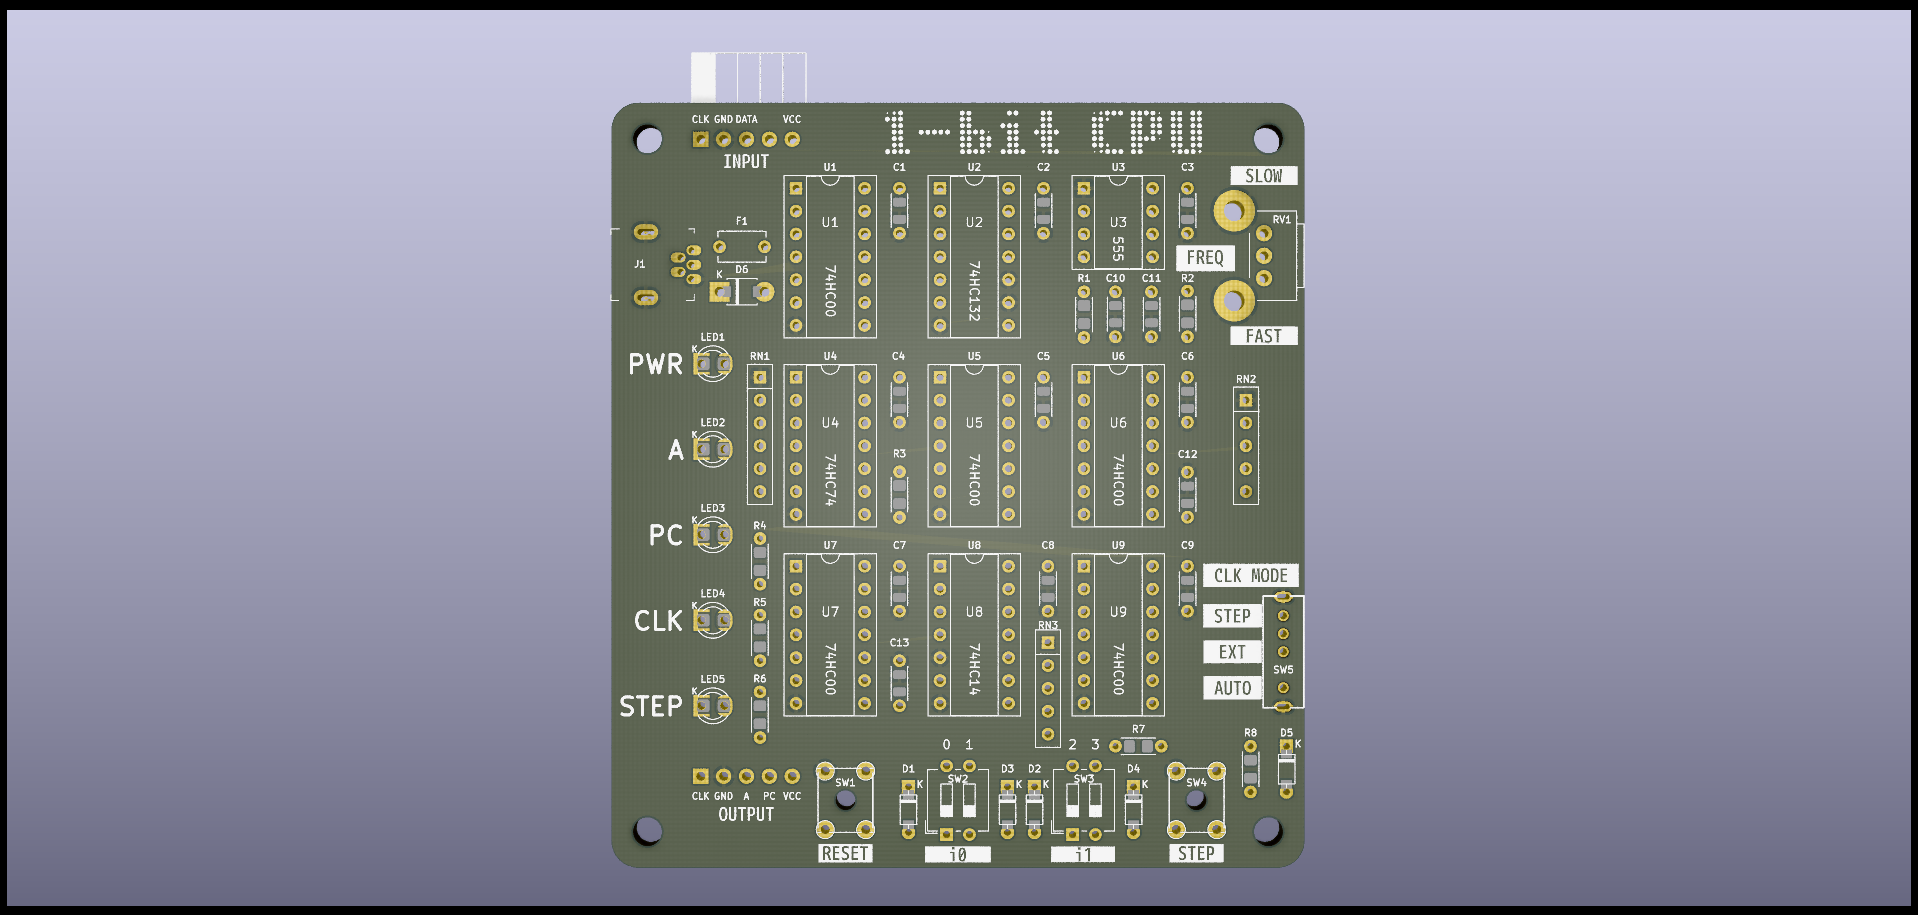 1-bit CPU
CLK GND DATA VCC
INPUT
U1 C1 U2 C2 U3 C3
SLOW
U1 U2 U3
RV1
F1
555
FREQ
J1
D6
K
74HC00 74HC132
R1 C10 C11 R2
FAST
LED1
K
PWR
RN1 U4 C4 U5 C5 U6 C6
RN2
LED2
K
A
U4 U5 U6
R3 C12
74HC74 74HC00 74HC00
LED3
K
PC
R4
U7 C7 U8 C8 U9 C9
CLK MODE
LED4
K
CLK
R5
U7 U8 U9
STEP
RN3
C13
EXT
74HC00 74HC14 74HC00
SW5
LED5
K
STEP
R6
AUTO
0 1 2 3
R7
R8 D5
K
D1 D3 D2 D4
K K K K
SW1 SW2 SW3 SW4
CLK GND A PC VCC
OUTPUT
RESET i0 i1 STEP